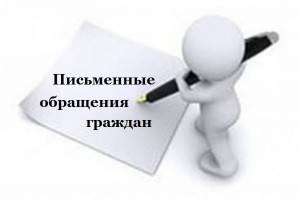 Письменные
обращения
граждан